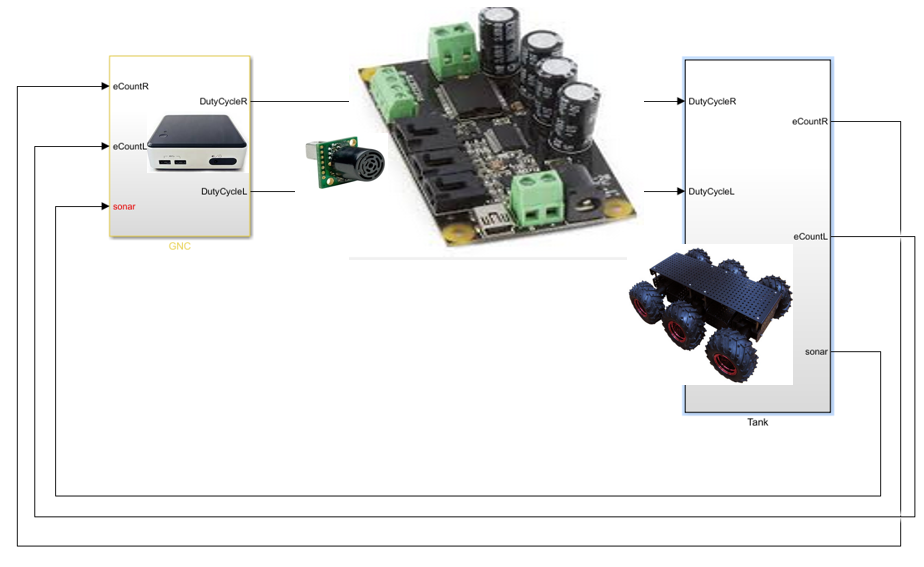 eCountR
DutyCycleR
eCountL
DutyCycleL
sonar
GNC
DutyCycleR
eCountR
DutyCycleL
eCountL
sonar
Tank